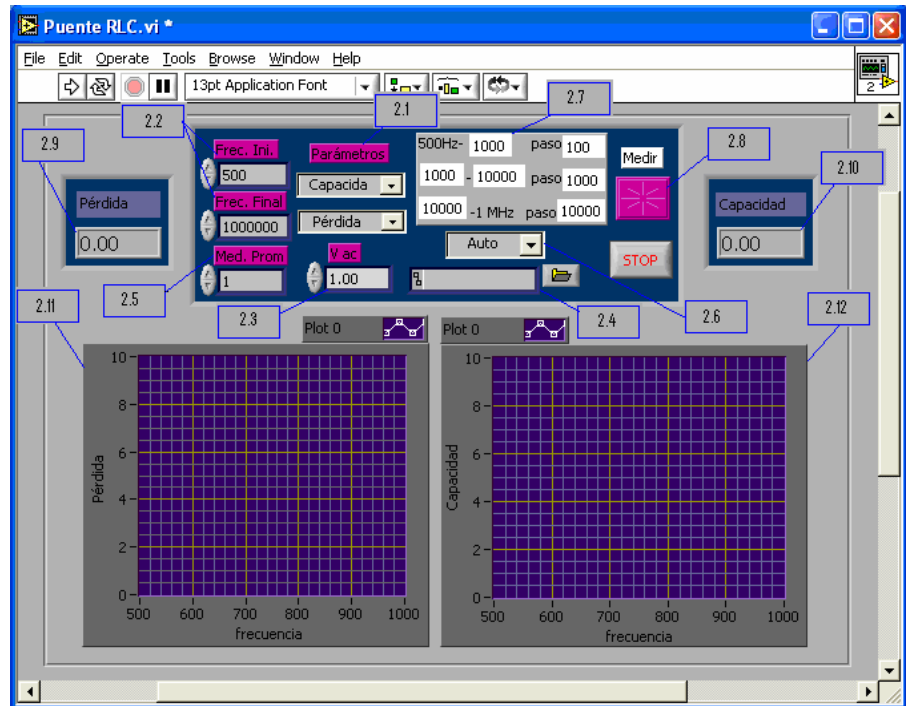 Puente RLC.vi *
File Edit Operate Tools Browse Window Help
13pt Application Font
2
2.1
2.7
2.2
2.9
2.8
2.10
Frec. Ini.
500
Parámetros
Capacida
500Hz- 1000 paso 100
1000 - 10000 paso 1000
10000 -1 MHz paso 10000
Medir
Pérdida
0.00
Frec. Final
1000000
Pérdida
Capacidad
0.00
Auto
STOP
Med. Prom
1
V ac
1.00
2.5
2.11
2.3
2.4
2.6
2.12
Plot 0
Plot 0
10
8
6
4
2
0
Pérdida
500 600 700 800 900 1000
frecuencia
10
8
6
4
2
0
Capacidad
500 600 700 800 900 1000
frecuencia